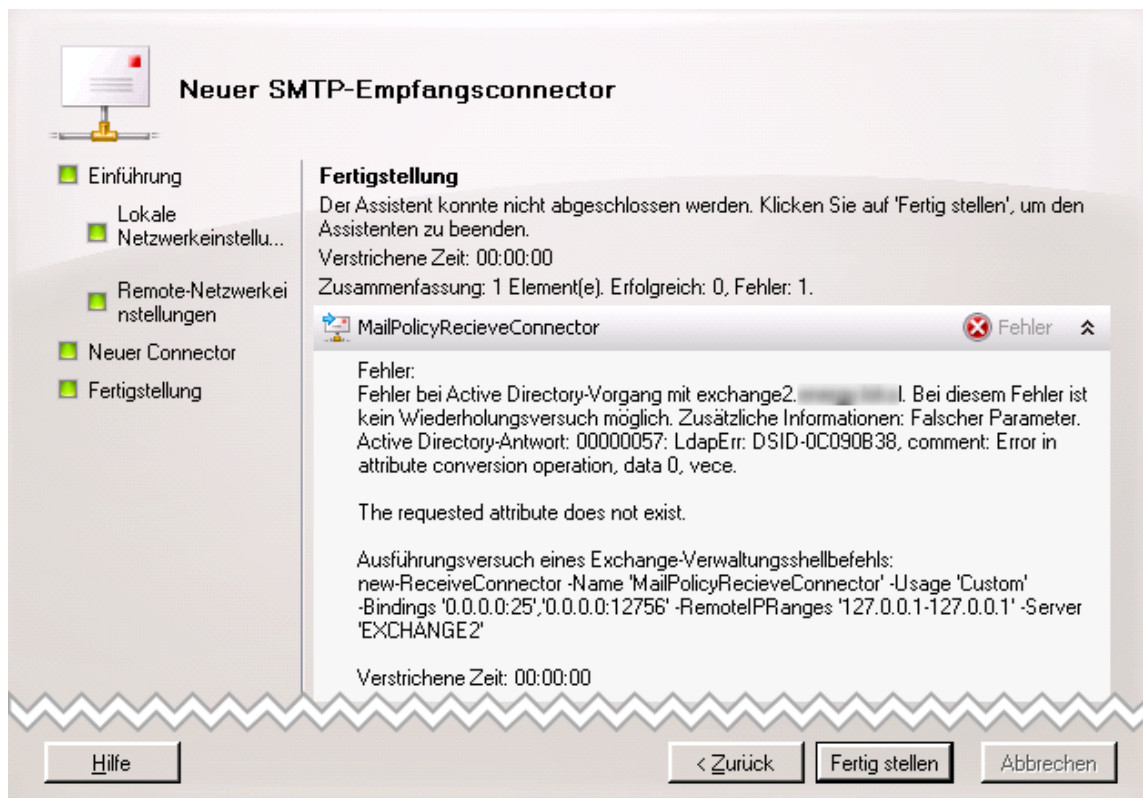 Neuer SMTP-Empfangsconnector
Einführung
Lokale
Netzwerkeinstellu...
Remote-Netzwerkei
nstellungen
Neuer Connector
Fertigstellung
Fertigstellung
Der Assistent konnte nicht abgeschlossen werden. Klicken Sie auf 'Fertig stellen', um den
Assistenten zu beenden.
Verstrichene Zeit: 00:00:00
Zusammenfassung: 1 Element(e). Erfolgreich: 0, Fehler: 1.
MailPolicyRecieveConnector
Fehler
Fehler:
Fehler bei Active Directory-Vorgang mit exchange2. l. Bei diesem Fehler ist
kein Wiederholungsversuch möglich. Zusätzliche Informationen: Falscher Parameter.
Active Directory-Antwort: 00000057: LdapErr: DSID-0C090B38, comment: Error in
attribute conversion operation, data 0, vece.
The requested attribute does not exist.
Ausführungsversuch eines Exchange-Verwaltungsshellbefehls:
new-ReceiveConnector -Name 'MailPolicyRecieveConnector' -Usage 'Custom'
-Bindings '0.0.0.0:25','0.0.0.0:12756' -RemoteIPRanges '127.0.0.1-127.0.0.1' -Server
'EXCHANGE2'
Verstrichene Zeit: 00:00:00
Hilfe
< Zurück
Fertig stellen
Abbrechen